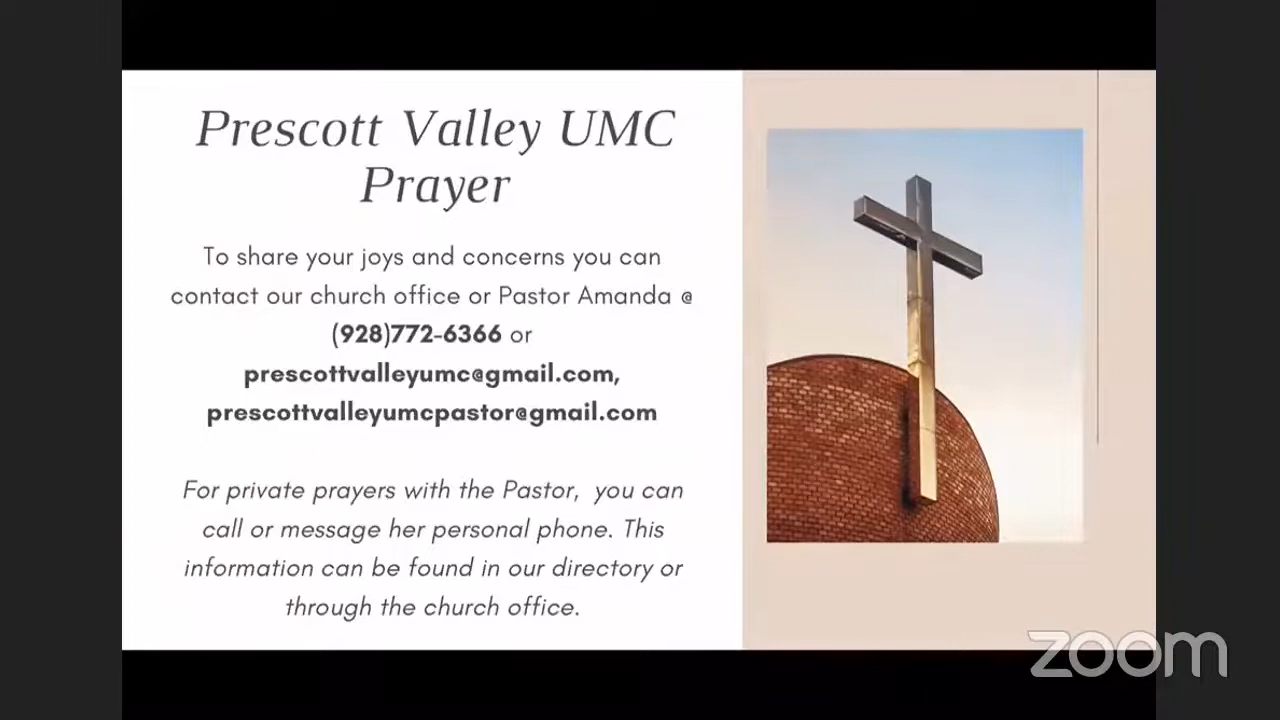 Prescott Valley UMC
Prayer
To share your joys and concerns you can
contact our church office or Pastor Amanda @
(928)772-6366 or
prescottvalleyumc@gmail.com,
prescottvalleyumcpastor@gmail.com
For private prayers with the Pastor,  you can
call or message her personal phone. This
information can be found in our directory or
through the church office.
zoom